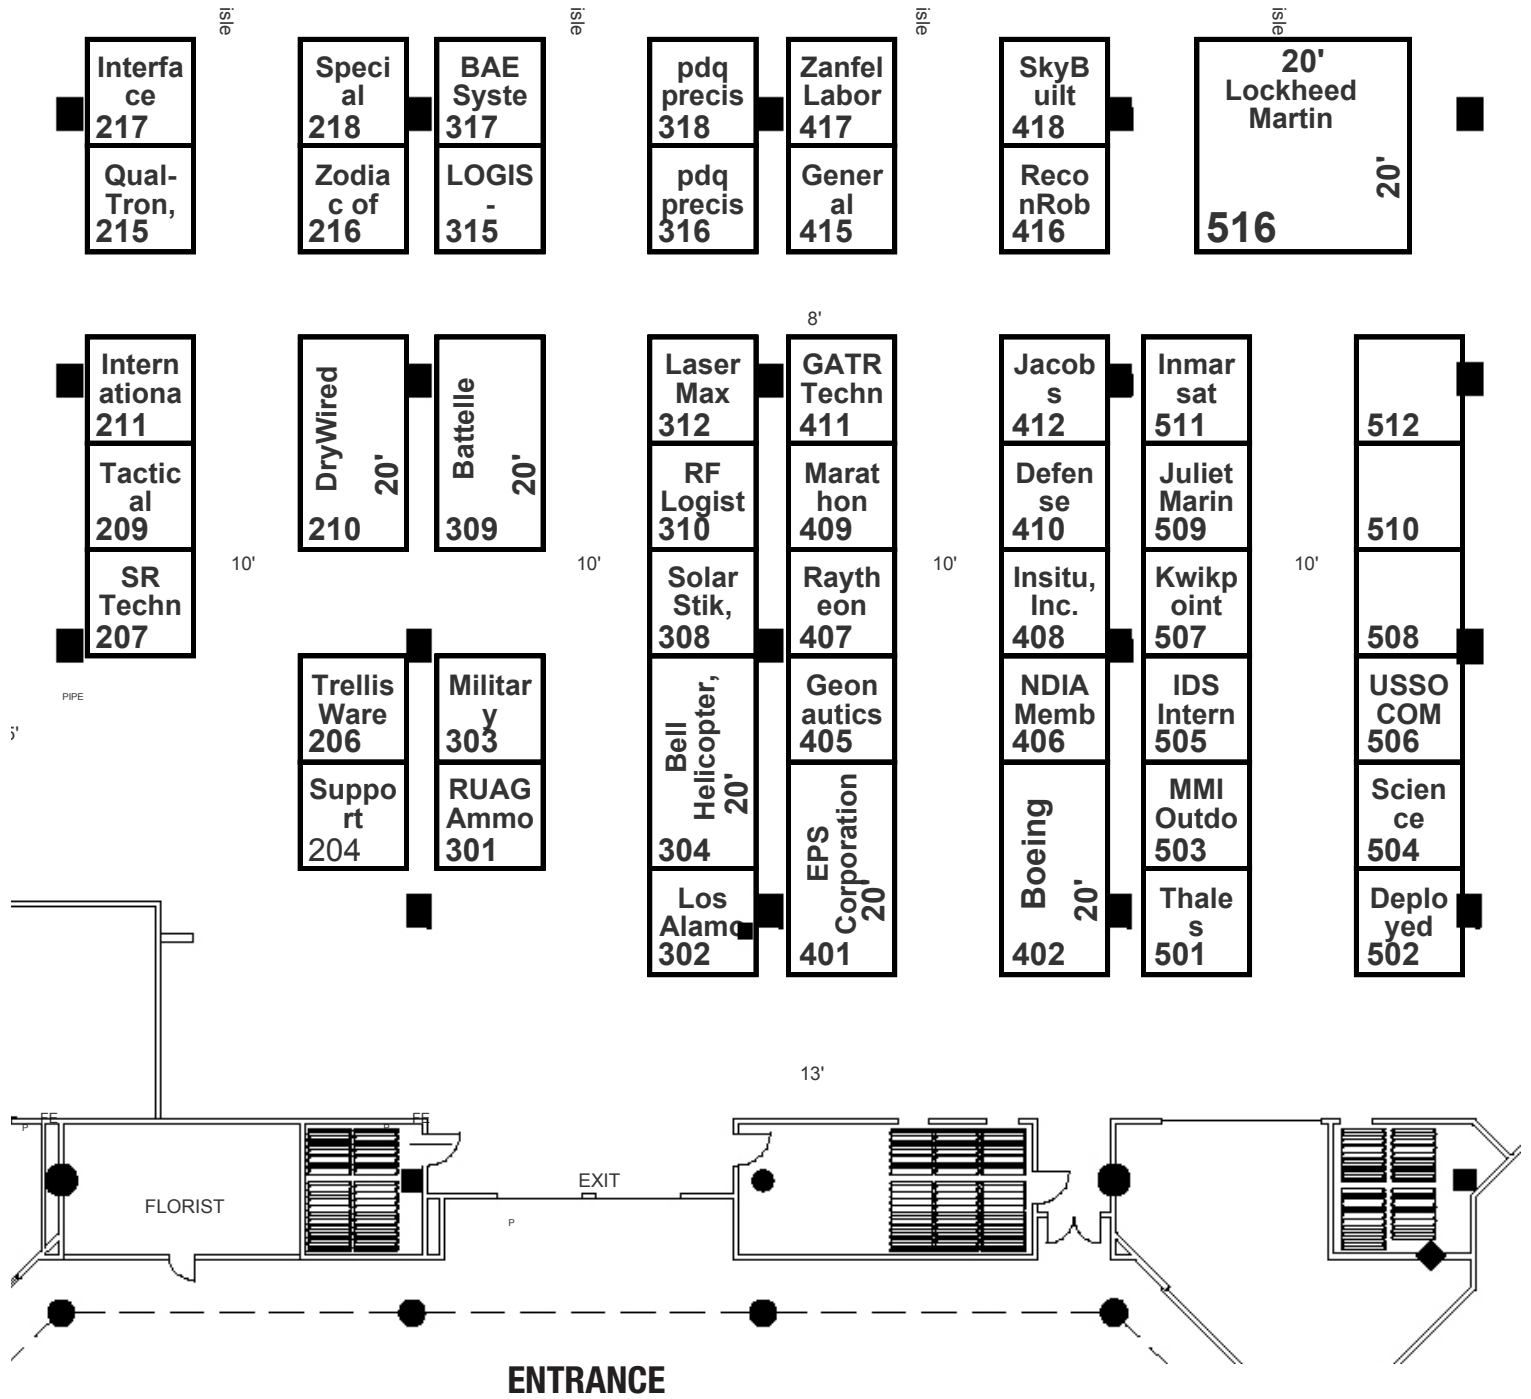 isle
isle
isle
isle
Interfa
ce
217
Speci
al
218
BAE
Syste
317
pdq
precis
318
Zanfel
Labor
417
SkyB
uilt
418
20'
Lockheed
Martin
20'
516
Qual-
Tron,
215
Zodia
c of
216
LOGIS
-
315
pdq
precis
316
Gener
al
415
Reco
nRob
416
8'
Intern
ationa
211
DryWired
20'
210
Battelle
20'
309
Laser
Max
312
GATR
Techn
411
Jacob
s
412
Inmar
sat
511
512
Tactic
al
209
RF
Logist
310
Marat
hon
409
Defen
se
410
Juliet
Marin
509
510
10'
10'
10'
10'
SR
Techn
207
Solar
Stik,
308
Rayth
eon
407
Insitu,
Inc.
408
Kwikp
oint
507
508
PIPE
5'
Trellis
Ware
206
Militar
y
303
Bell
Helicopter,
20'
304
Geon
autics
405
NDIA
Memb
406
IDS
Intern
505
USSO
COM
506
Suppo
rt
204
RUAG
Ammo
301
EPS
Corporation
20'
401
Boeing
20'
402
MMI
Outdo
503
Scien
ce
504
Los
Alamo
302
Thale
s
501
Deplo
yed
502
13'
FE
FE
P
P
EXIT
FLORIST
P
ENTRANCE